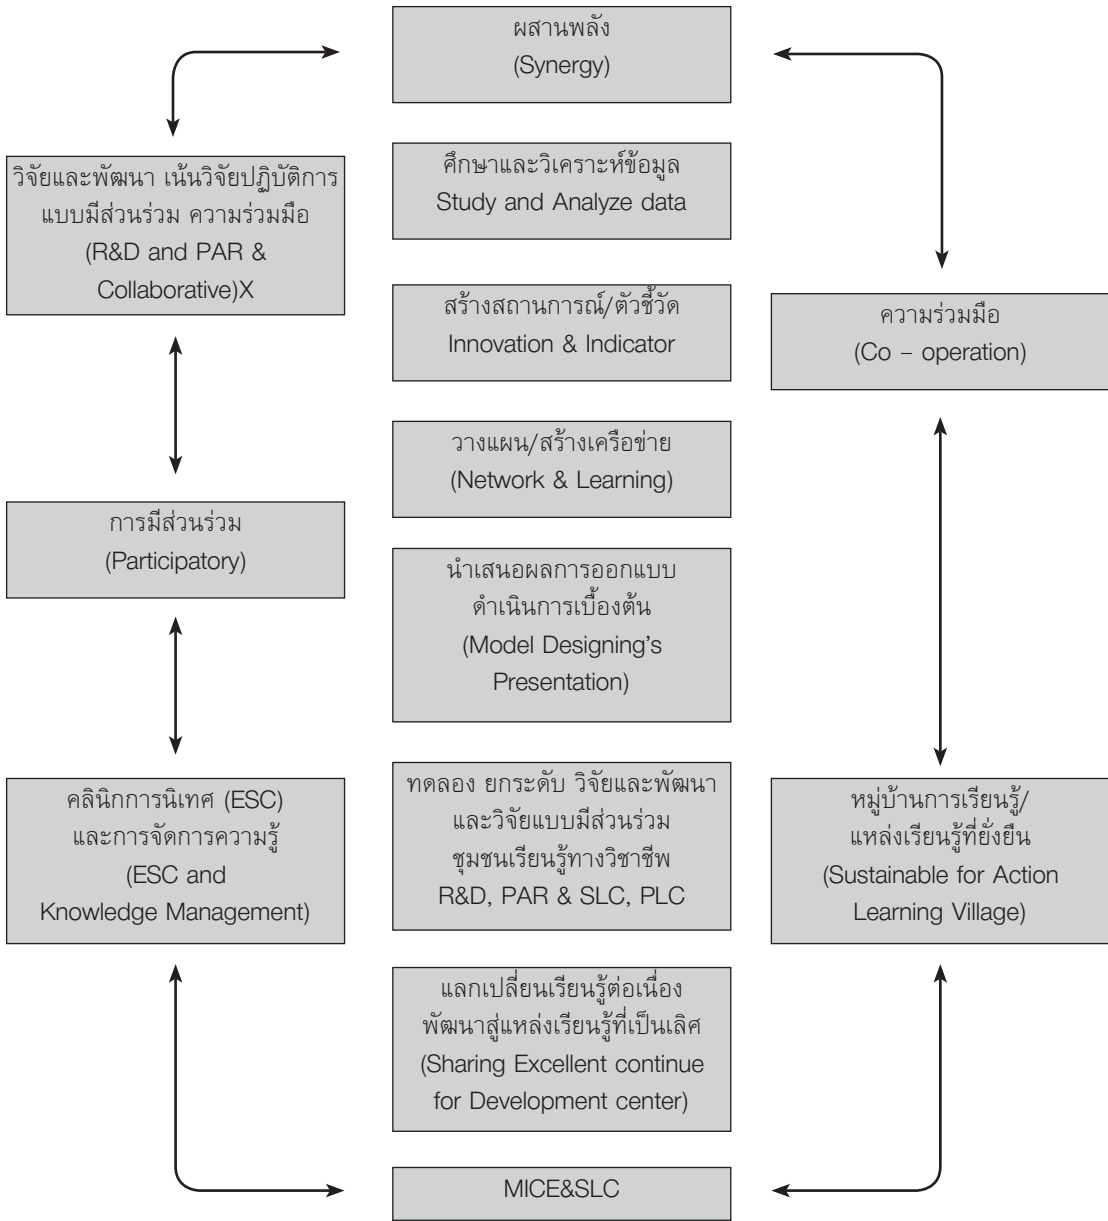 ผสานพลัง
(Synergy)
วิจัยและพัฒนา เน้นวิจัยปฏิบัติการ
แบบมีส่วนร่วม ความร่วมมือ
(R&D and PAR &
Collaborative)X
ศึกษาและวิเคราะห์ข้อมูล
Study and Analyze data
สร้างสถานการณ์/ตัวชี้วัด
Innovation & Indicator
ความร่วมมือ
(Co – operation)
วางแผน/สร้างเครือข่าย
(Network & Learning)
การมีส่วนร่วม
(Participatory)
นำเสนอผลการออกแบบ
ดำเนินการเบื้องต้น
(Model Designing’s
Presentation)
คลินิกการนิเทศ (ESC)
และการจัดการความรู้
(ESC and
Knowledge Management)
ทดลอง ยกระดับ วิจัยและพัฒนา
และวิจัยแบบมีส่วนร่วม
ชุมชนเรียนรู้ทางวิชาชีพ
R&D, PAR & SLC, PLC
หมู่บ้านการเรียนรู้/
แหล่งเรียนรู้ที่ยั่งยืน
(Sustainable for Action
Learning Village)
แลกเปลี่ยนเรียนรู้ต่อเนื่อง
พัฒนาสู่แหล่งเรียนรู้ที่เป็นเลิศ
(Sharing Excellent continue
for Development center)
MICE&SLC